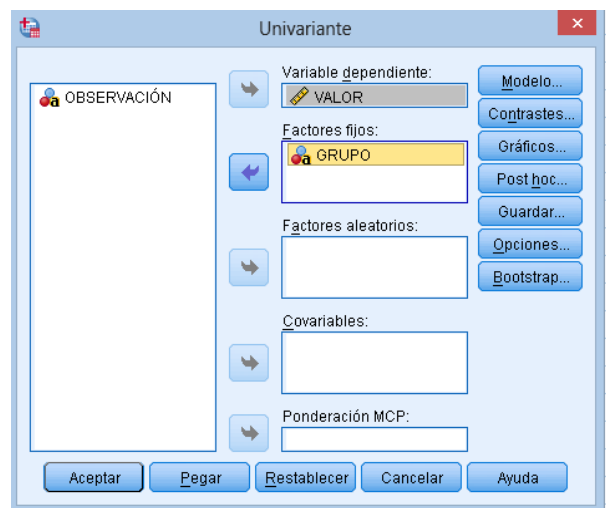 Univariante
OBSERVACIÓN
Variable dependiente:
VALOR
Factores fijos:
GRUPO
Factores aleatorios:
Covariables:
Ponderación MCP:
Modelo...
Contrastes...
Gráficos...
Post hoc...
Guardar...
Opciones...
Bootstrap...
Aceptar Pegar Restablecer Cancelar Ayuda